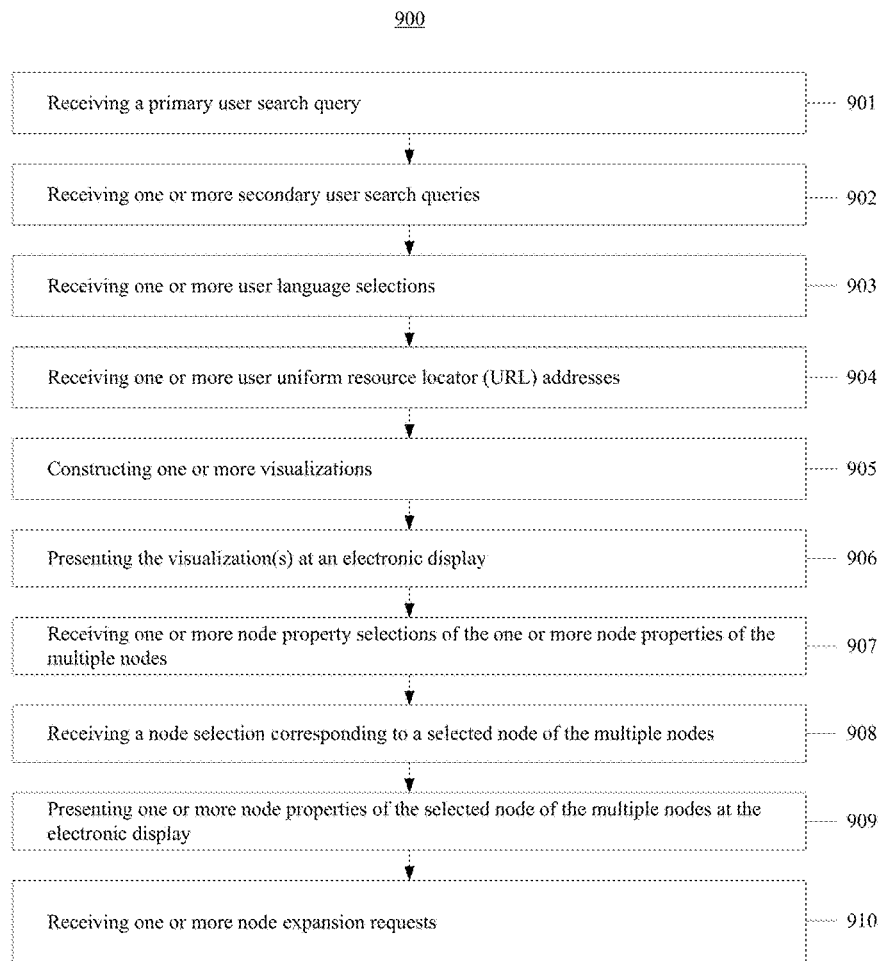 900
Receiving a primary user search query
901
Receiving one or more secondary user search queries
902
Receiving one or more user language selections
903
Receiving one or more user uniform resource locator (URL) addresses
904
Constructing one or more visualizations
905
Presenting the visualization(s) at an electronic display
906
Receiving one or more node property selections of the one or more node properties of the
multiple nodes
907
Receiving a node selection corresponding to a selected node of the multiple nodes
908
Presenting one or more node properties of the selected node of the multiple nodes at the
electronic display
909
Receiving one or more node expansion requests
910